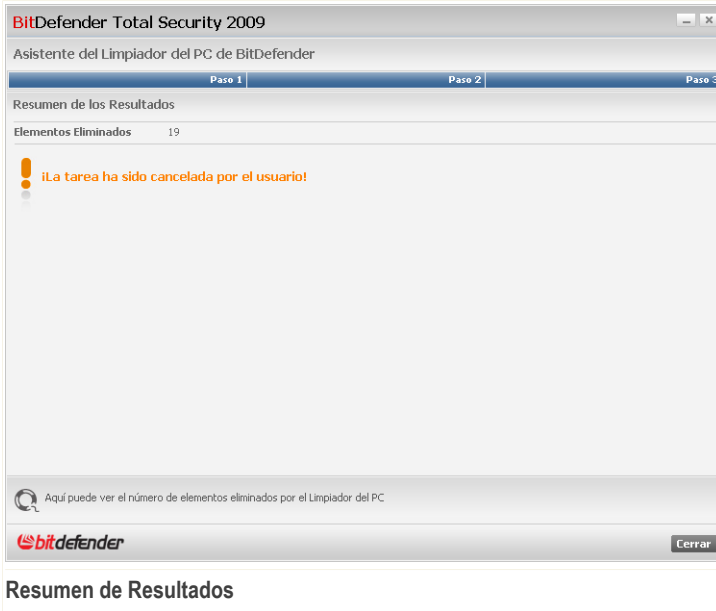 BitDefender Total Security 2009
Asistente del Limpiador del PC de BitDefender
Paso 1
Paso 2
Paso 3
Resumen de los Resultados
Elementos Eliminados 19
¡La tarea ha sido cancelada por el usuario!
Aquí puede ver el número de elementos eliminados por el Limpiador del PC
bitdefender
Cerrar
Resumen de Resultados